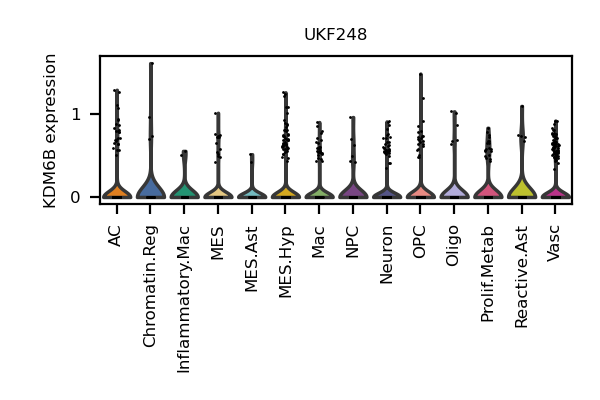 UKF248
KDM6B expression
1
0
AC
Chromatin.Reg
Inflammatory.Mac
MES
MES.Ast
MES.Hyp
Mac
NPC
Neuron
OPC
Oligo
Prolif.Metab
Reactive.Ast
Vasc